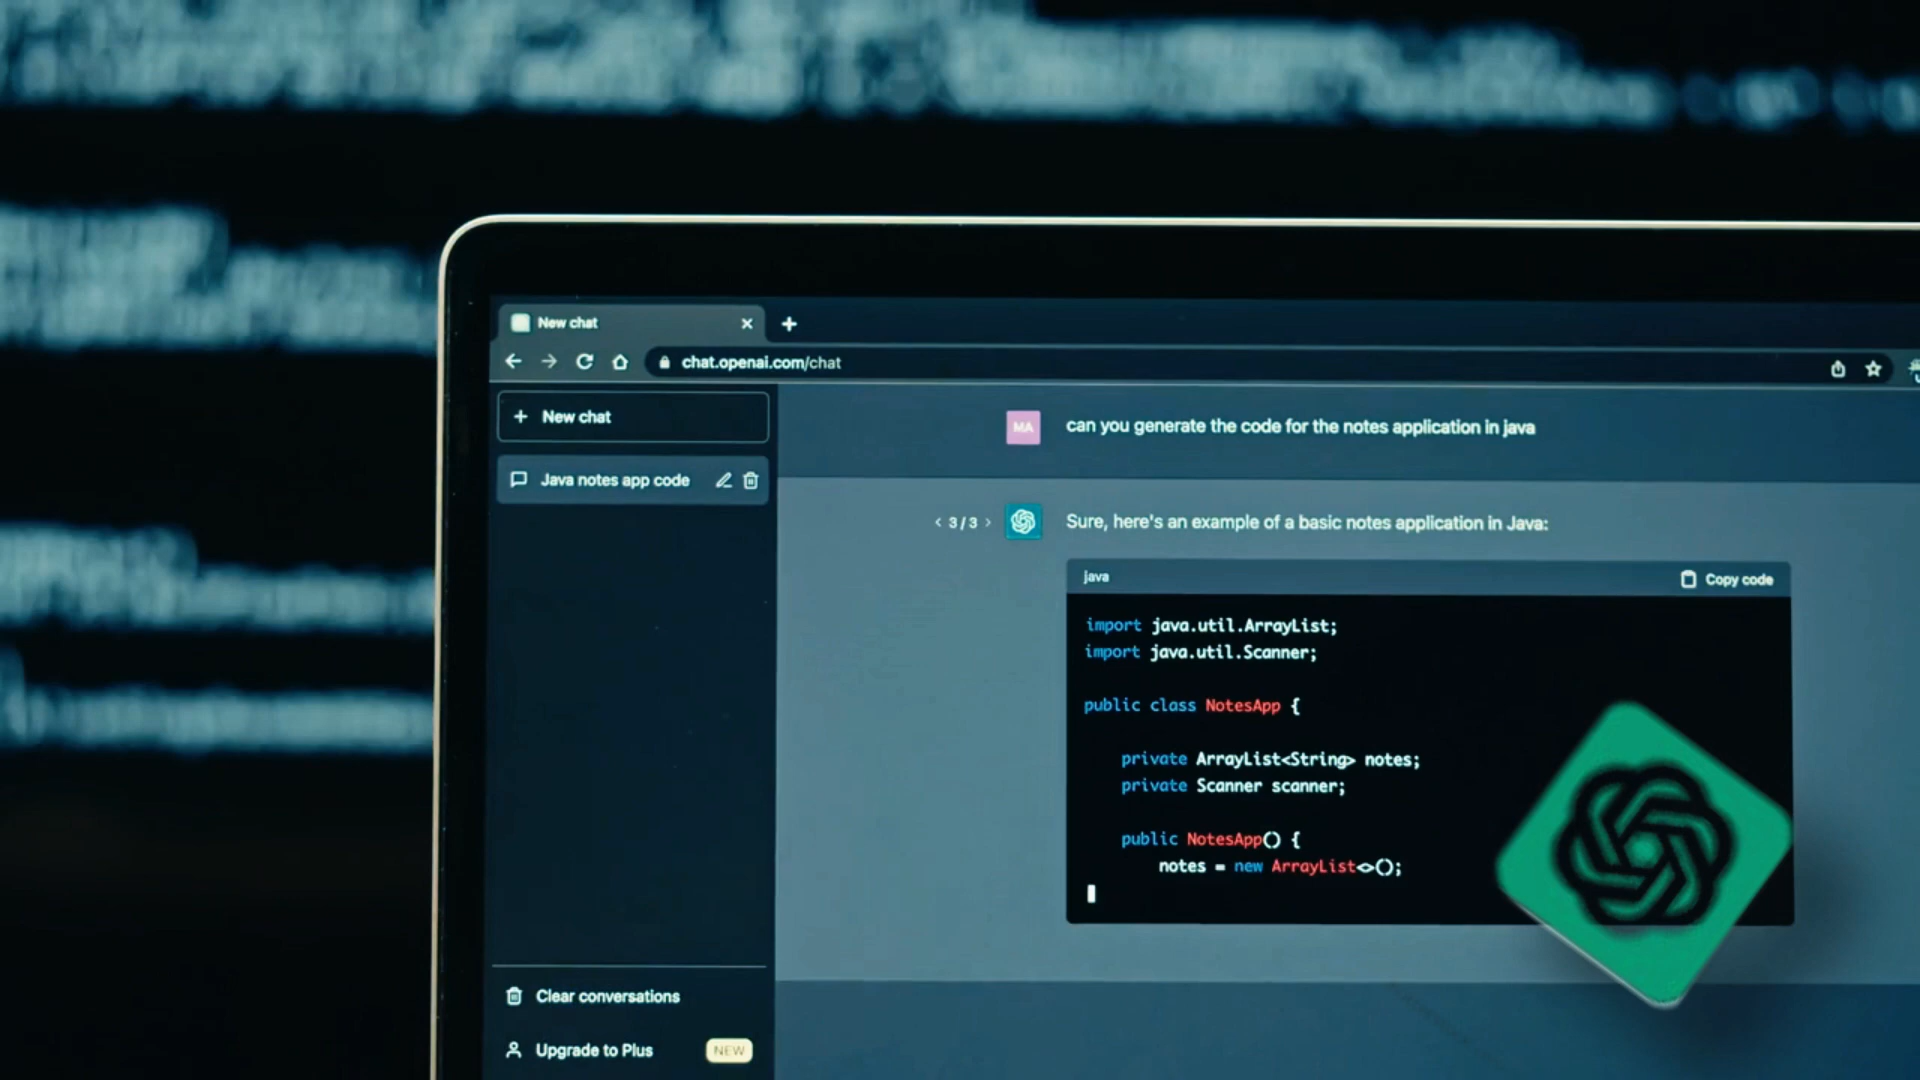 New chat
chat.openai.com/chat
New chat
Java notes app code
MA
can you generate the code for the notes application in java
3 / 3
Sure, here's an example of a basic notes application in Java:
java
Copy code
import java.util.ArrayList;
import java.util.Scanner;
public class NotesApp {
private ArrayList<String> notes;
private Scanner scanner;
public NotesApp() {
notes = new ArrayList<>();
Clear conversations
Upgrade to Plus
NEW